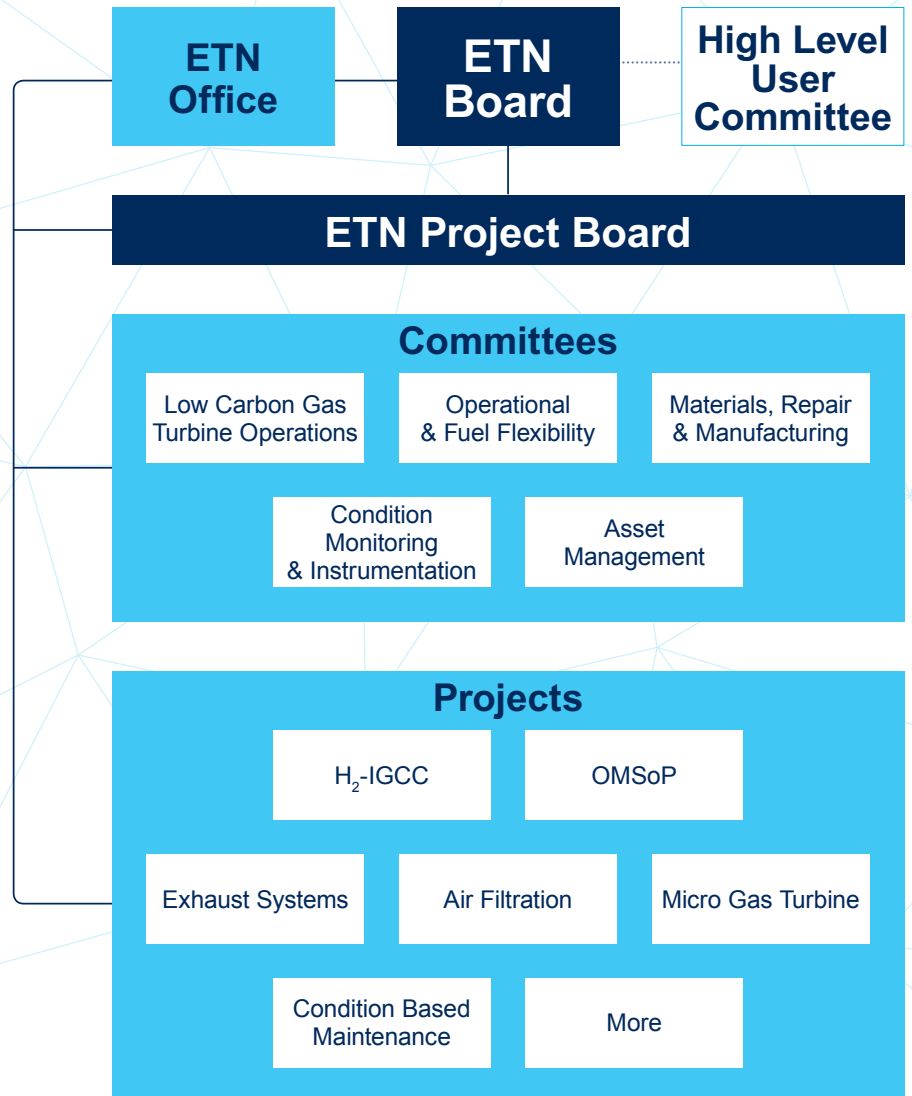 ETN
Office
ETN
Board
High Level
User
Committee
ETN Project Board
Committees
Low Carbon Gas
Turbine Operations
Operational
& Fuel Flexibility
Materials, Repair
& Manufacturing
Condition
Monitoring
& Instrumentation
Asset
Management
Projects
H₂-IGCC
OMSoP
Exhaust Systems
Air Filtration
Micro Gas Turbine
Condition Based
Maintenance
More